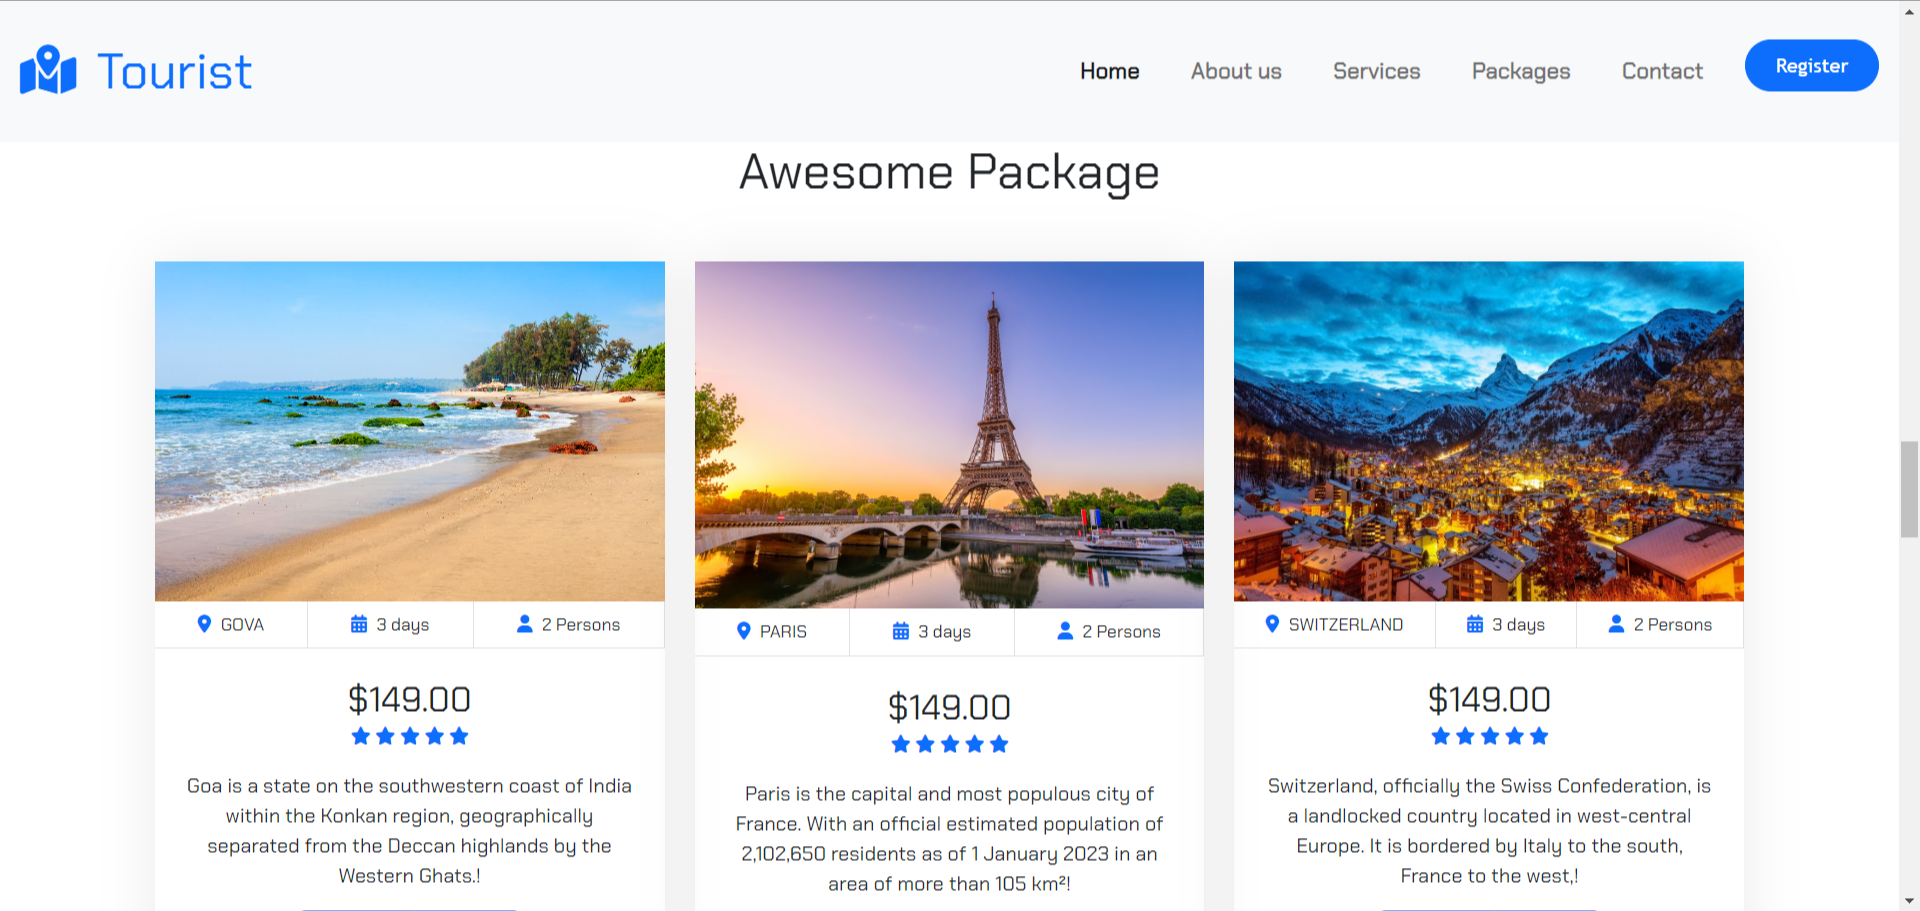 Tourist
Home
About us
Services
Packages
Contact
Register
Awesome Package
GOVA
3 days
2 Persons
$149.00
Goa is a state on the southwestern coast of India
within the Konkan region, geographically
separated from the Deccan highlands by the
Western Ghats.!
PARIS
3 days
2 Persons
$149.00
Paris is the capital and most populous city of
France. With an official estimated population of
2,102,650 residents as of 1 January 2023 in an
area of more than 105 km²!
SWITZERLAND
3 days
2 Persons
$149.00
Switzerland, officially the Swiss Confederation, is
a landlocked country located in west-central
Europe. It is bordered by Italy to the south,
France to the west,!